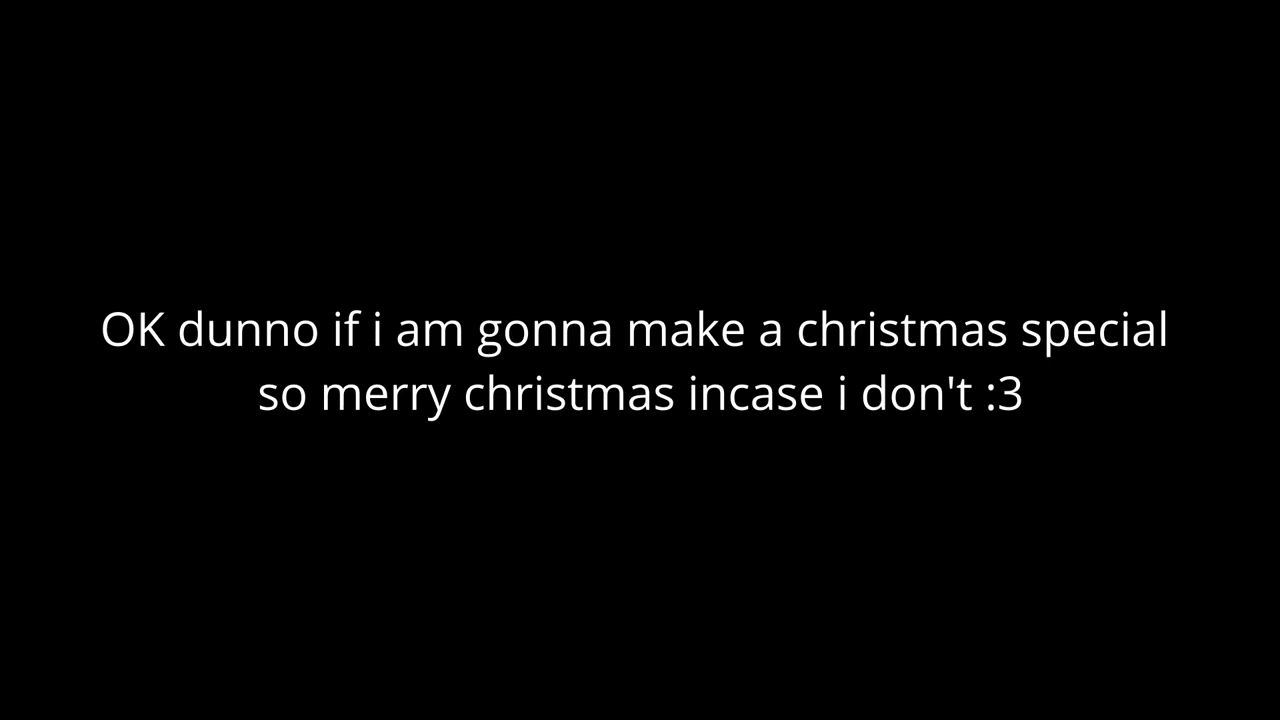 OK dunno if i am gonna make a christmas special
so merry christmas incase i don't :3